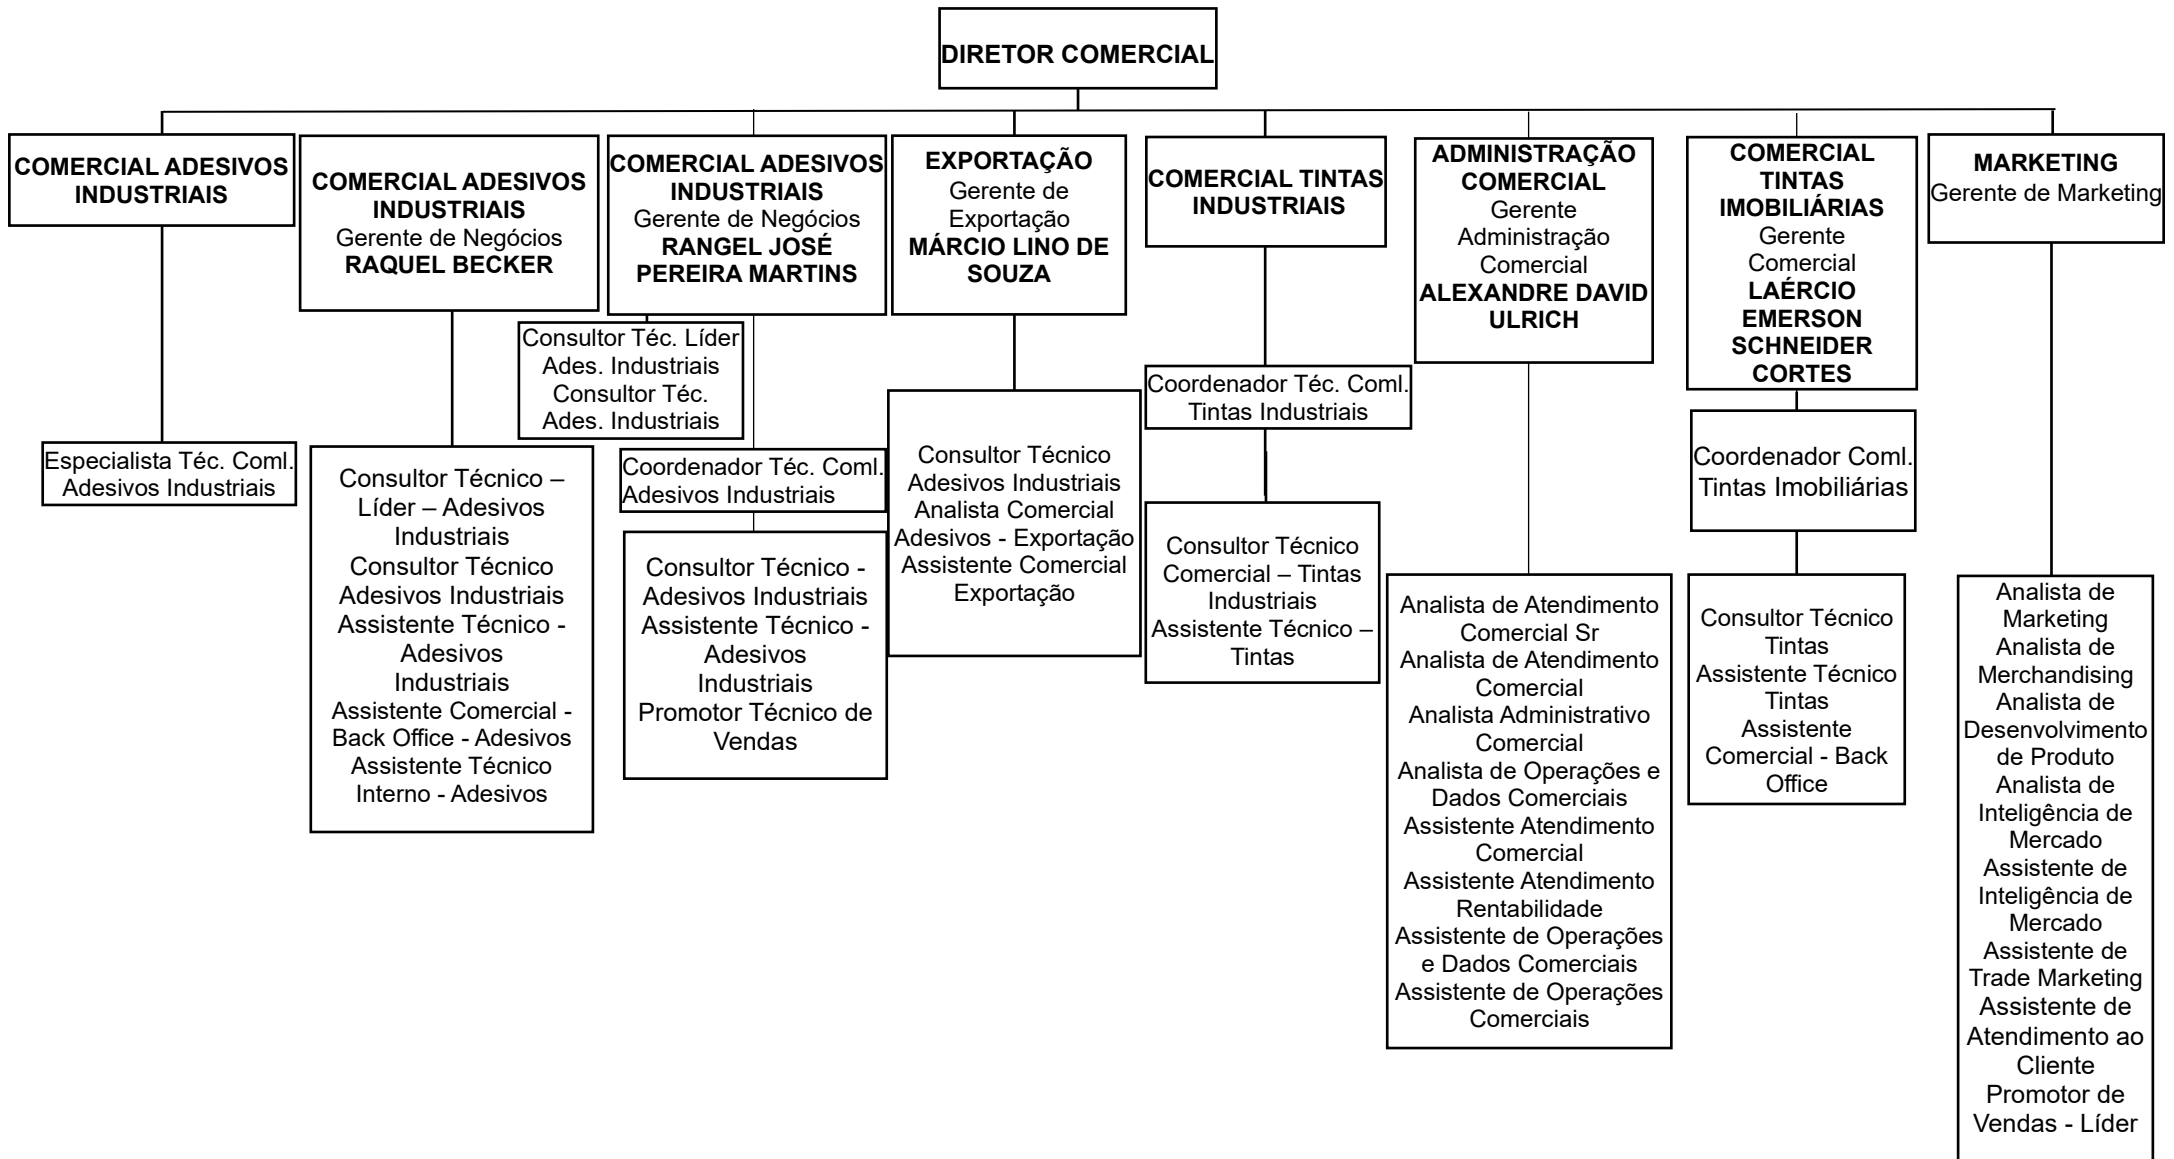 DIRETOR COMERCIAL
COMERCIAL ADESIVOS
INDUSTRIAIS
COMERCIAL ADESIVOS
INDUSTRIAIS
Gerente de Negócios
RAQUEL BECKER
COMERCIAL ADESIVOS
INDUSTRIAIS
Gerente de Negócios
RANGEL JOSÉ
PEREIRA MARTINS
EXPORTAÇÃO
Gerente de
Exportação
MÁRCIO LINO DE
SOUZA
COMERCIAL TINTAS
INDUSTRIAIS
ADMINISTRAÇÃO
COMERCIAL
Gerente
Administração
Comercial
ALEXANDRE DAVID
ULRICH
COMERCIAL
TINTAS
IMOBILIÁRIAS
Gerente
Comercial
LAÉRCIO
EMERSON
SCHNEIDER
CORTES
MARKETING
Gerente de Marketing
Especialista Téc. Coml.
Adesivos Industriais
Consultor Técnico –
Líder – Adesivos
Industriais
Consultor Técnico
Adesivos Industriais
Assistente Técnico -
Adesivos
Industriais
Assistente Comercial -
Back Office - Adesivos
Assistente Técnico
Interno - Adesivos
Consultor Téc. Líder
Ades. Industriais
Consultor Téc.
Ades. Industriais
Coordenador Téc. Coml.
Adesivos Industriais
Consultor Técnico -
Adesivos Industriais
Assistente Técnico -
Adesivos
Industriais
Promotor Técnico de
Vendas
Consultor Técnico
Adesivos Industriais
Analista Comercial
Adesivos - Exportação
Assistente Comercial
Exportação
Coordenador Téc. Coml.
Tintas Industriais
Consultor Técnico
Comercial – Tintas
Industriais
Assistente Técnico –
Tintas
Analista de Atendimento
Comercial Sr
Analista de Atendimento
Comercial
Analista Administrativo
Comercial
Analista de Operações e
Dados Comerciais
Assistente Atendimento
Comercial
Assistente Atendimento
Rentabilidade
Assistente de Operações
e Dados Comerciais
Assistente de Operações
Comerciais
Coordenador Coml.
Tintas Imobiliárias
Consultor Técnico
Tintas
Assistente Técnico
Tintas
Assistente
Comercial - Back
Office
Analista de
Marketing
Analista de
Merchandising
Analista de
Desenvolvimento
de Produto
Analista de
Inteligência de
Mercado
Assistente de
Inteligência de
Mercado
Assistente de
Trade Marketing
Assistente de
Atendimento ao
Cliente
Promotor de
Vendas - Líder